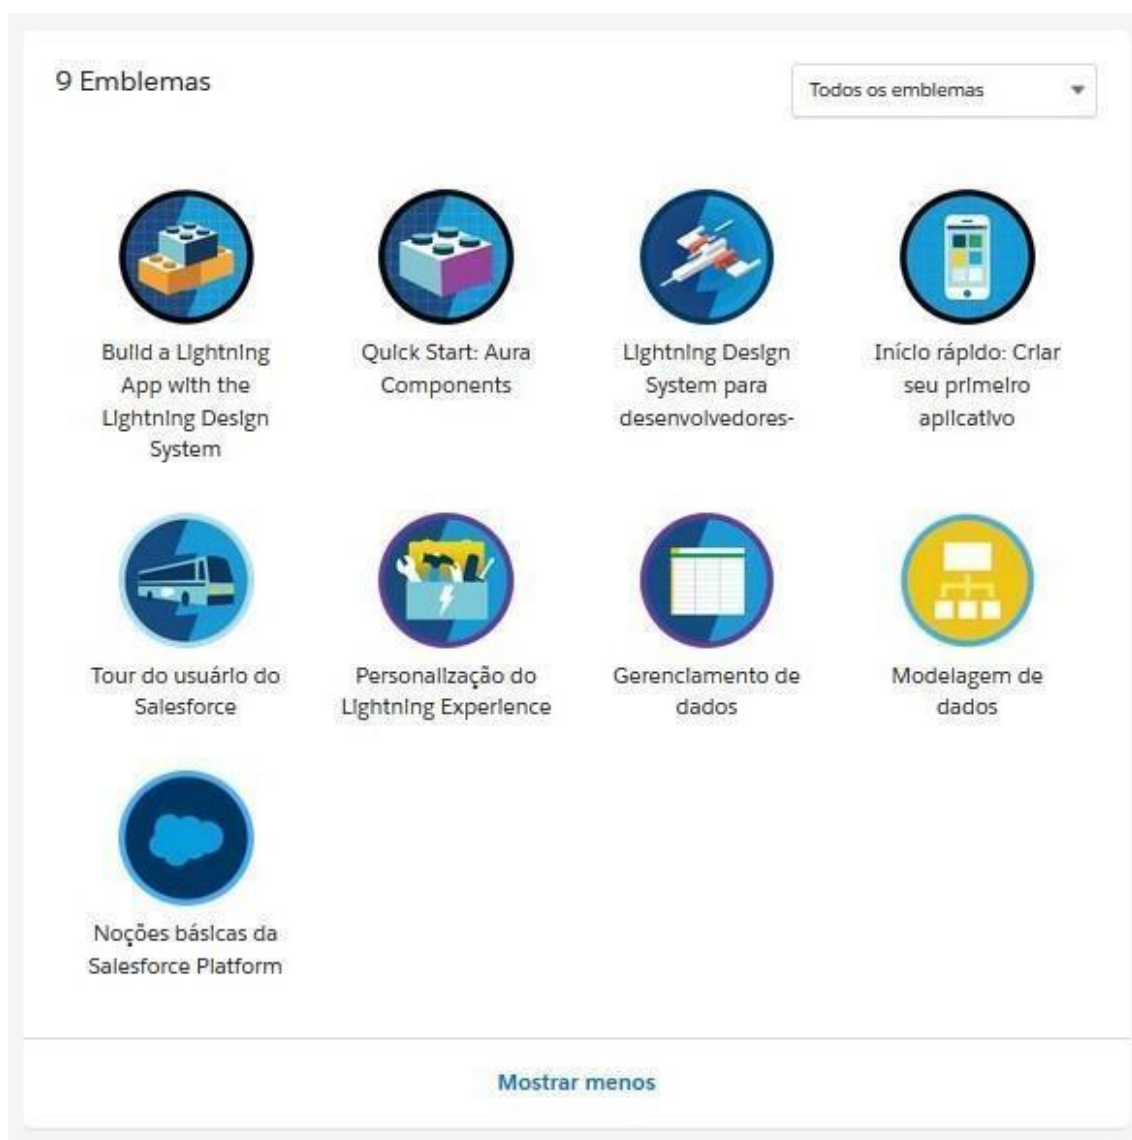 9 Emblemas
Todos os emblemas
Build a Lightning
App with the
Lightning Design
System
Quick Start: Aura
Components
Lightning Design
System para
desenvolvedores-
Início rápido: Criar
seu primeiro
aplicativo
Tour do usuário do
Salesforce
Personalização do
Lightning Experience
Gerenciamento de
dados
Modelagem de
dados
Noções básicas da
Salesforce Platform
Mostrar menos